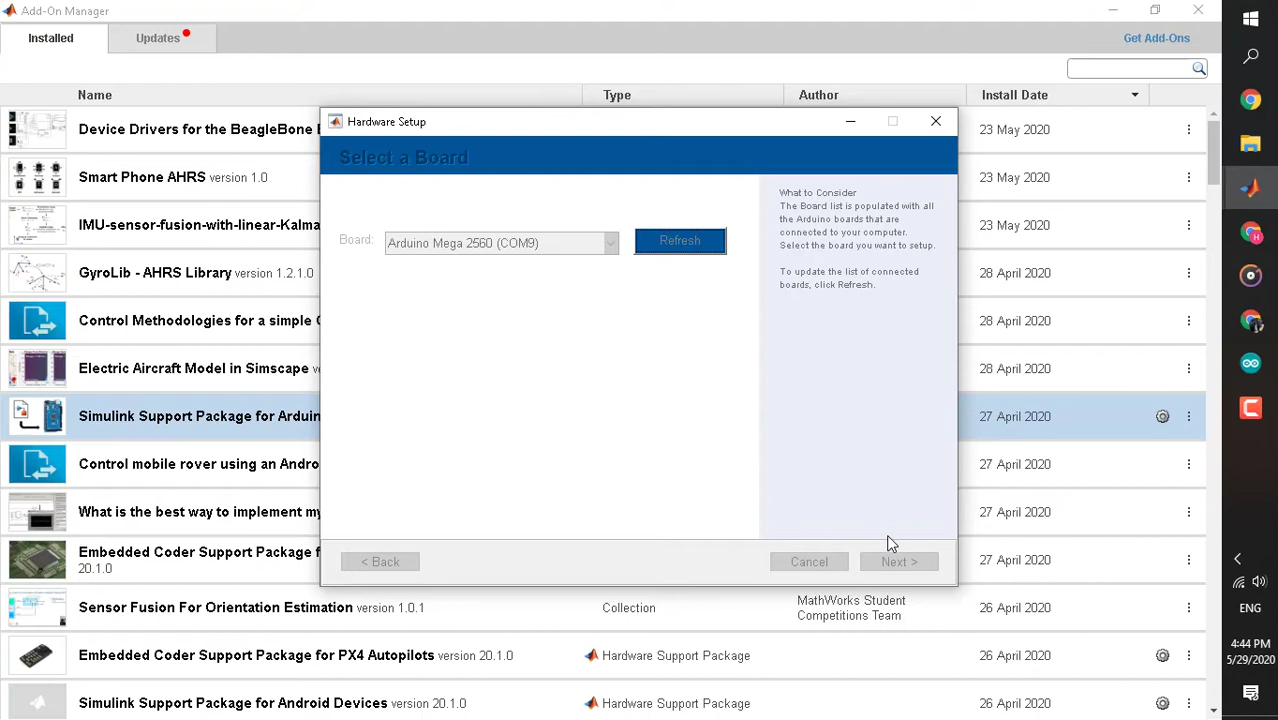 Add-On Manager
Installed
Updates
Get Add-Ons
Name
Type
Author
Install Date
Device Drivers for the BeagleBone
23 May 2020
Smart Phone AHRS version 1.0
23 May 2020
IMU-sensor-fusion-with-linear-Kalma
23 May 2020
GyroLib - AHRS Library version 1.2.1.0
28 April 2020
Control Methodologies for a simple
28 April 2020
Electric Aircraft Model in Simscape
28 April 2020
Simulink Support Package for Arduin
27 April 2020
Control mobile rover using an Andro
27 April 2020
What is the best way to implement my
27 April 2020
Embedded Coder Support Package f
20.1.0
27 April 2020
Sensor Fusion For Orientation Estimation version 1.0.1
Collection
MathWorks Student
Competitions Team
26 April 2020
Embedded Coder Support Package for PX4 Autopilots version 20.1.0
Hardware Support Package
26 April 2020
Simulink Support Package for Android Devices version 20.1.0
Hardware Support Package
26 April 2020
Hardware Setup
Select a Board
Board:
Arduino Mega 2560 (COM9)
Refresh
What to Consider
The Board list is populated with all
the Arduino boards that are
connected to your computer.
Select the board you want to setup.
To update the list of connected
boards, click Refresh.
< Back
Cancel
Next >
H
ENG
4:44 PM
5/29/2020